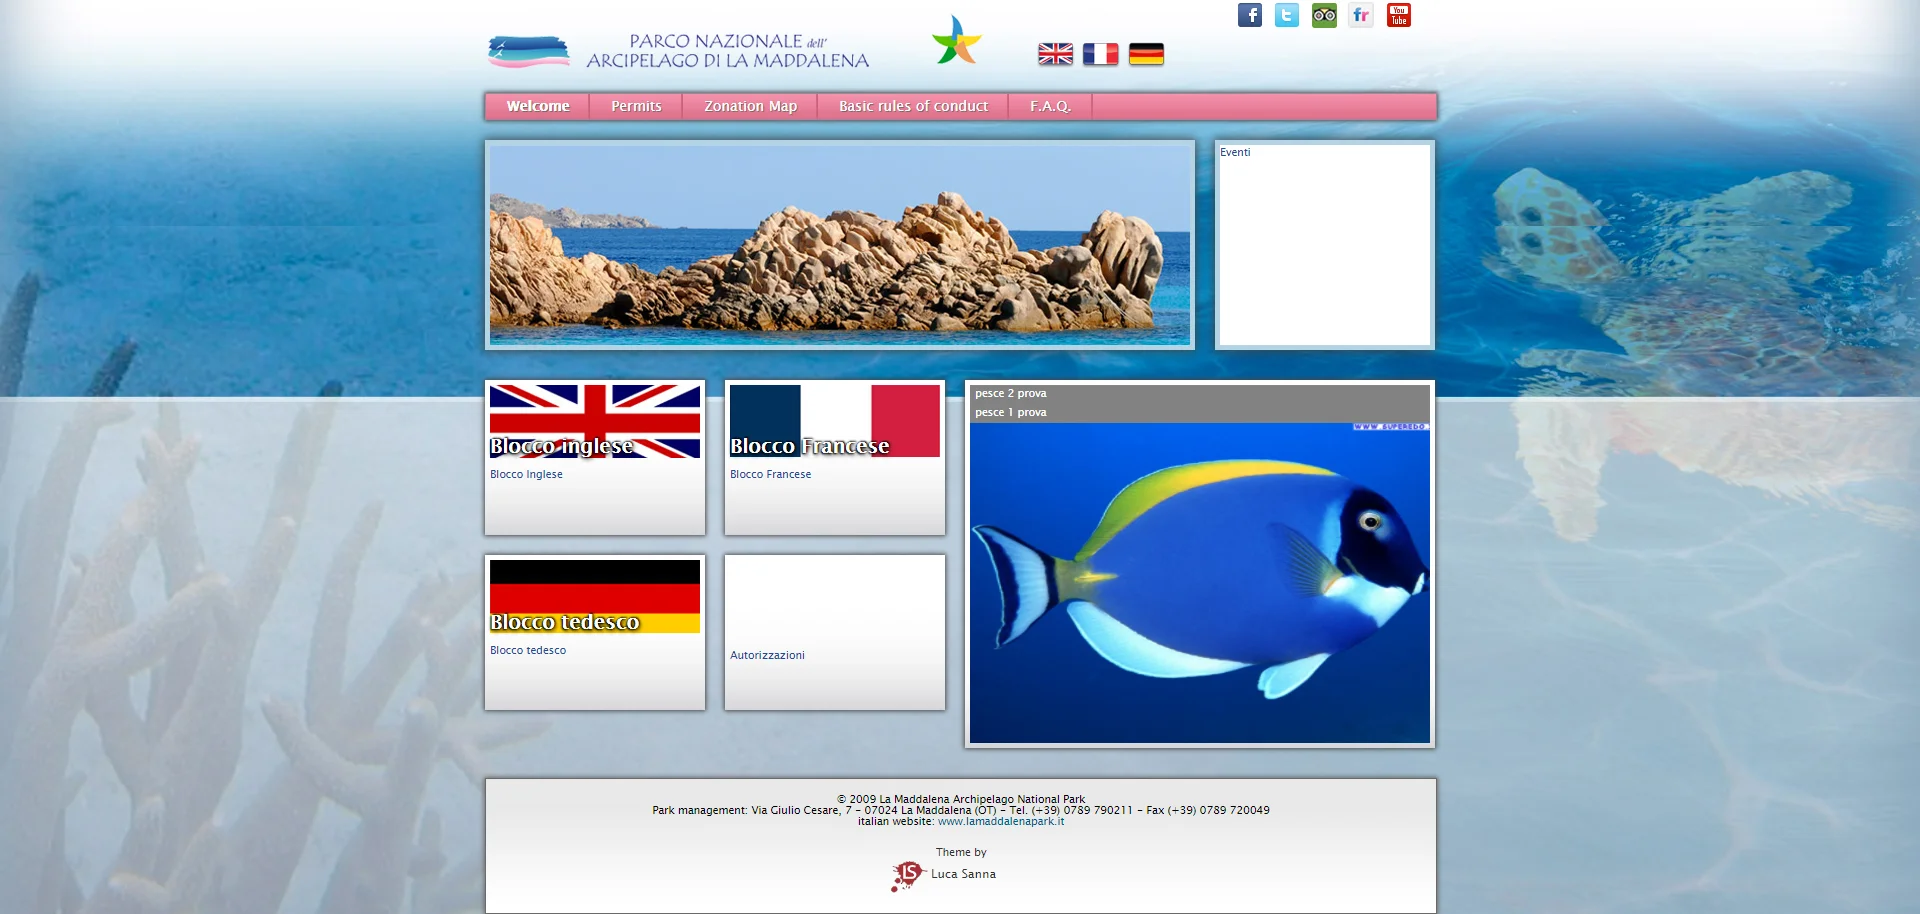 PARCO NAZIONALE dell'
ARCIPELAGO DI LA MADDALENA
f
t
fr
You
Tube
Welcome
Permits
Zonation Map
Basic rules of conduct
F.A.Q.
Eventi
Blocco inglese
Blocco Inglese
Blocco Francese
Blocco Francese
pesce 2 prova
pesce 1 prova
WWW.SUPEREDO
Blocco tedesco
Blocco tedesco
Autorizzazioni
© 2009 La Maddalena Archipelago National Park
Park management: Via Giulio Cesare, 7 - 07024 La Maddalena (OT) - Tel. (+39) 0789 790211 - Fax (+39) 0789 720049
italian website: www.lamaddalenapark.it
Theme by
LS
Luca Sanna